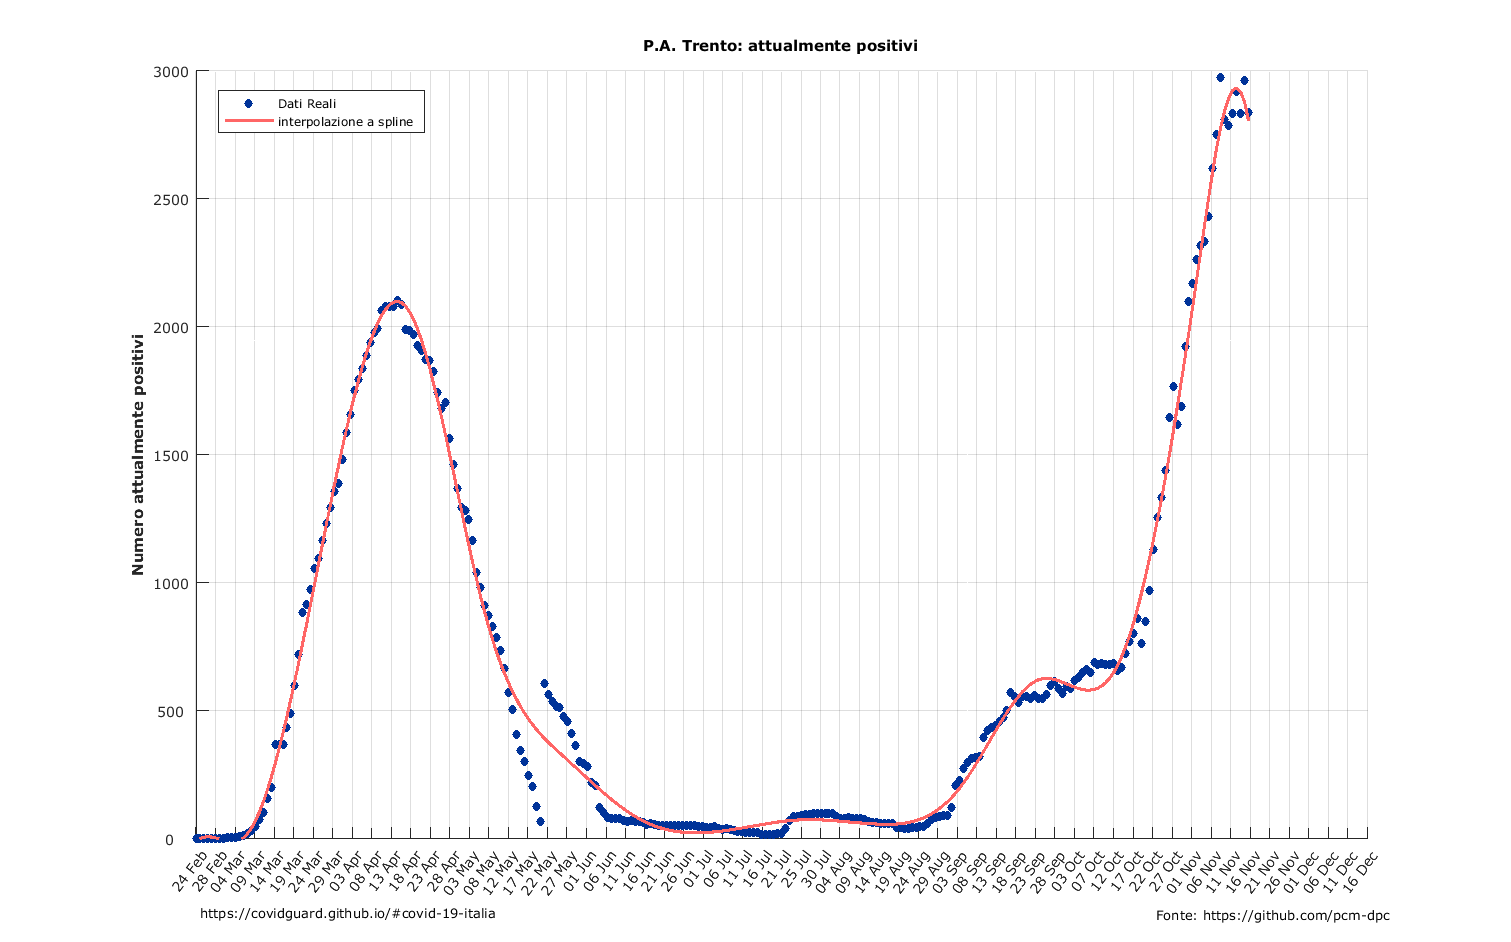 P.A. Trento: attualmente positivi
Dati Reali
interpolazione a spline
Numero attualmente positivi
3000
2500
2000
1500
1000
500
0
24 Feb
28 Feb
04 Mar
09 Mar
14 Mar
19 Mar
24 Mar
29 Mar
03 Apr
08 Apr
13 Apr
18 Apr
23 Apr
28 Apr
03 May
08 May
12 May
17 May
22 May
27 May
01 Jun
06 Jun
11 Jun
16 Jun
21 Jun
26 Jun
01 Jul
06 Jul
11 Jul
16 Jul
21 Jul
25 Jul
30 Jul
04 Aug
09 Aug
14 Aug
19 Aug
24 Aug
29 Aug
03 Sep
08 Sep
13 Sep
18 Sep
23 Sep
28 Sep
03 Oct
07 Oct
12 Oct
17 Oct
22 Oct
27 Oct
01 Nov
06 Nov
11 Nov
16 Nov
21 Nov
26 Nov
01 Dec
06 Dec
11 Dec
16 Dec
https://covidguard.github.io/#covid-19-italia
Fonte: https://github.com/pcm-dpc